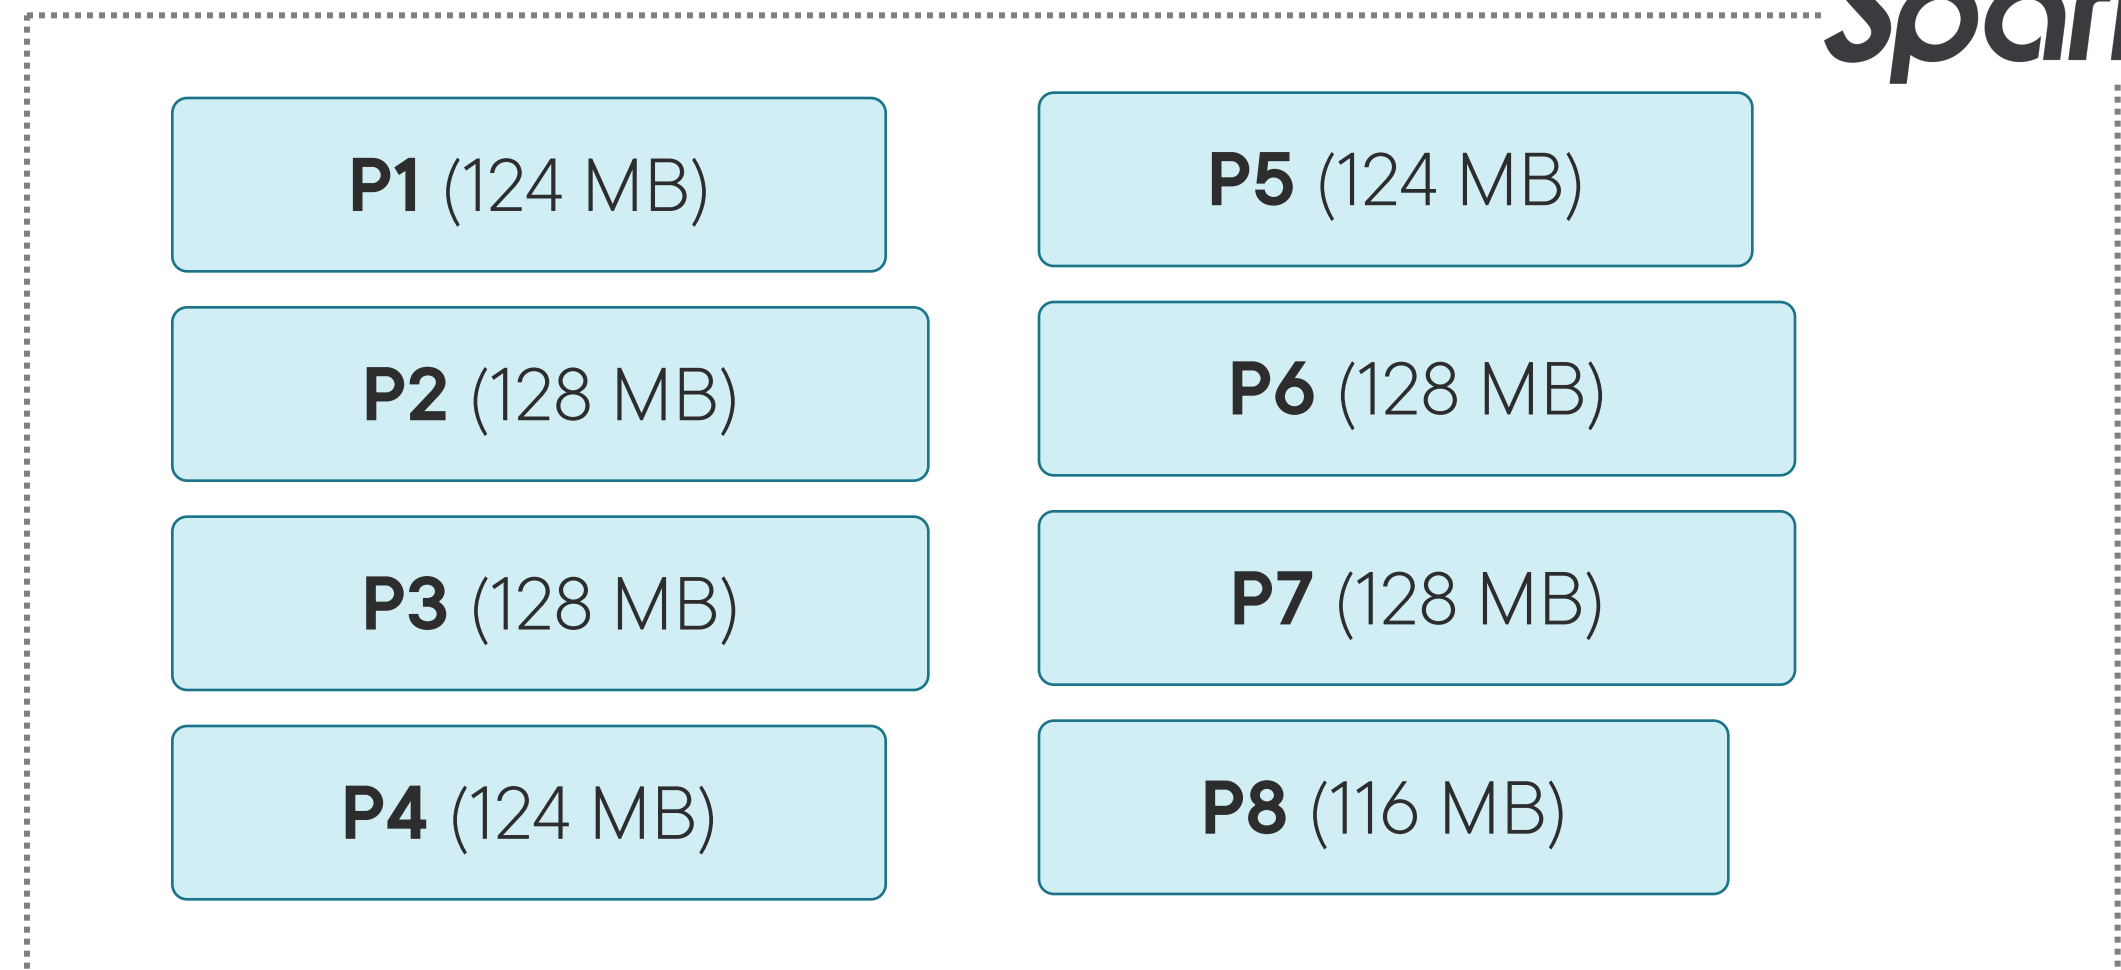 P1 (124 MB)
P2 (128 MB)
P3 (128 MB)
P4 (124 MB)
P5 (124 MB)
P6 (128 MB)
P7 (128 MB)
P8 (116 MB)